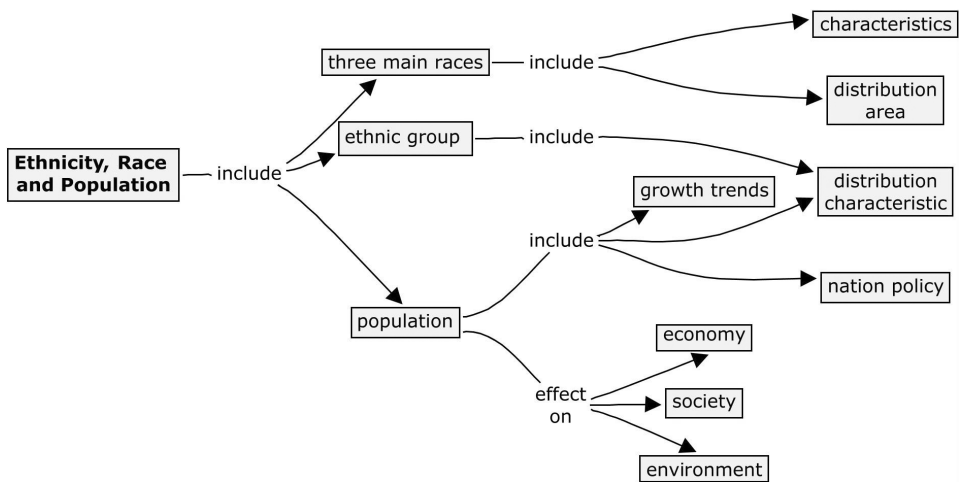 characteristics
three main races
include
distribution
area
ethnic group
include
Ethnicity, Race
and Population
include
distribution
characteristic
growth trends
include
nation policy
population
economy
effect
on
society
environment